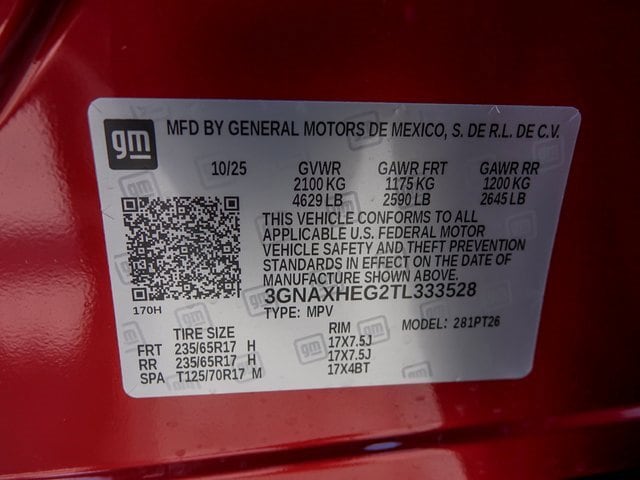 gm
MFD BY GENERAL MOTORS DE MEXICO, S. DE R.L. DE C.V.
10/25 GVWR GAWR FRT GAWR RR
2100 KG 1175 KG 1200 KG
4629 LB 2590 LB 2645 LB
THIS VEHICLE CONFORMS TO ALL
APPLICABLE U.S. FEDERAL MOTOR
VEHICLE SAFETY AND THEFT PREVENTION
STANDARDS IN EFFECT ON THE DATE OF
MANUFACTURE SHOWN ABOVE.
3GNAXHEG2TL333528
170H TYPE: MPV MODEL: 281PT26
TIRE SIZE RIM
FRT 235/65R17 H 17X7.5J
RR 235/65R17 H 17X7.5J
SPA T125/70R17 M 17X4BT